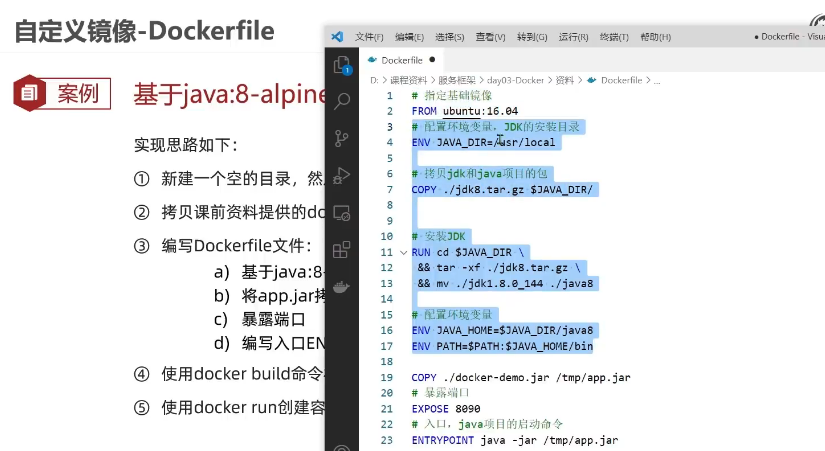 自定义镜像-Dockerfile
案例
基于java:8-alpine
实现思路如下：
① 新建一个空的目录，然
② 拷贝课前资料提供的do
③ 编写Dockerfile文件：
a) 基于java:8-
b) 将app.jar拷
c) 暴露端口
d) 编写入口EN
④ 使用docker build命令
⑤ 使用docker run创建容
文件(F) 编辑(E) 选择(S) 查看(V) 转到(G) 运行(R) 终端(T) 帮助(H) ● Dockerfile - Visua
Dockerfile ●
D: > 课程资料 > 服务框架 > day03-Docker > 资料 > Dockerfile > ...
1 # 指定基础镜像
2 FROM ubuntu:16.04
3 # 配置环境变量，JDK的安装目录
4 ENV JAVA_DIR=/usr/local
5
6 # 拷贝jdk和java项目的包
7 COPY ./jdk8.tar.gz $JAVA_DIR/
8
9
10 # 安装JDK
11 RUN cd $JAVA_DIR \
12 && tar -xf ./jdk8.tar.gz \
13 && mv ./jdk1.8.0_144 ./java8
14
15 # 配置环境变量
16 ENV JAVA_HOME=$JAVA_DIR/java8
17 ENV PATH=$PATH:$JAVA_HOME/bin
18
19 COPY ./docker-demo.jar /tmp/app.jar
20 # 暴露端口
21 EXPOSE 8090
22 # 入口，java项目的启动命令
23 ENTRYPOINT java -jar /tmp/app.jar